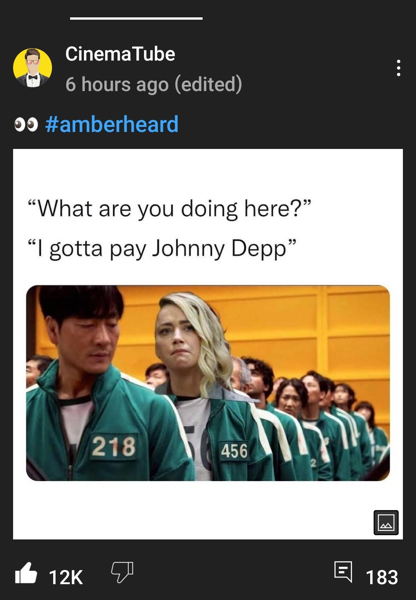 CinemaTube
6 hours ago (edited)
#amberheard
“What are you doing here?”
“I gotta pay Johnny Depp”
218
456
12K
183